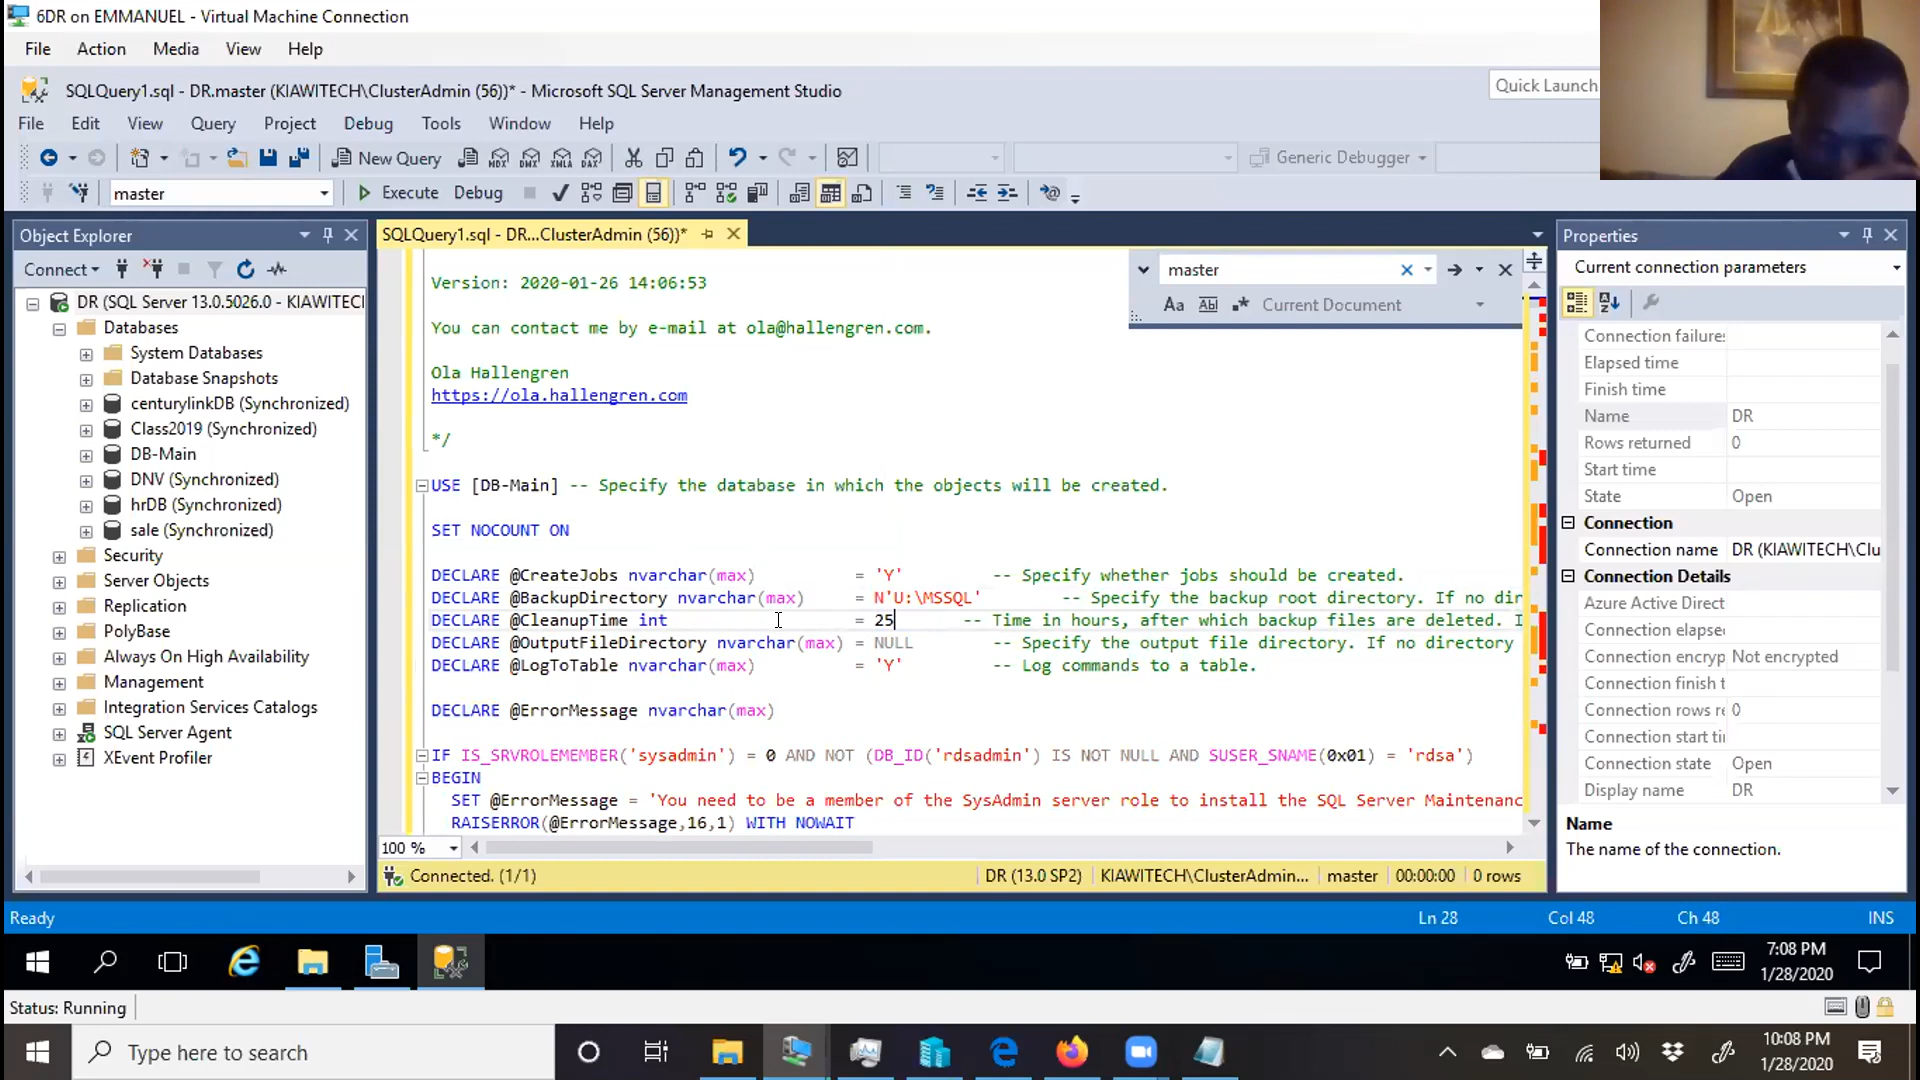 6DR on EMMANUEL - Virtual Machine Connection
File Action Media View Help
SQLQuery1.sql - DR.master (KIAWITECH\ClusterAdmin (56))* - Microsoft SQL Server Management Studio
Quick Launch
File Edit View Query Project Debug Tools Window Help
New Query
Generic Debugger
master
Execute Debug
Object Explorer
Connect
DR (SQL Server 13.0.5026.0 - KIAWITECH
Databases
System Databases
Database Snapshots
centurylinkDB (Synchronized)
Class2019 (Synchronized)
DB-Main
DNV (Synchronized)
hrDB (Synchronized)
sale (Synchronized)
Security
Server Objects
Replication
PolyBase
Always On High Availability
Management
Integration Services Catalogs
SQL Server Agent
XEvent Profiler
SQLQuery1.sql - DR...ClusterAdmin (56))*
master
Aa Abl Current Document
Version: 2020-01-26 14:06:53
You can contact me by e-mail at ola@hallengren.com.
Ola Hallengren
https://ola.hallengren.com
*/
USE [DB-Main] -- Specify the database in which the objects will be created.
SET NOCOUNT ON
DECLARE @CreateJobs nvarchar(max) = 'Y' -- Specify whether jobs should be created.
DECLARE @BackupDirectory nvarchar(max) = N'U:\MSSQL' -- Specify the backup root directory. If no dir
DECLARE @CleanupTime int = 25 -- Time in hours, after which backup files are deleted. I
DECLARE @OutputFileDirectory nvarchar(max) = NULL -- Specify the output file directory. If no directory
DECLARE @LogToTable nvarchar(max) = 'Y' -- Log commands to a table.
DECLARE @ErrorMessage nvarchar(max)
IF IS_SRVROLEMEMBER('sysadmin') = 0 AND NOT (DB_ID('rdsadmin') IS NOT NULL AND SUSER_SNAME(0x01) = 'rdsa')
BEGIN
SET @ErrorMessage = 'You need to be a member of the SysAdmin server role to install the SQL Server Maintenanc
RAISERROR(@ErrorMessage,16,1) WITH NOWAIT
100 %
Connected. (1/1)
DR (13.0 SP2) KIAWITECH\ClusterAdmin... master 00:00:00 0 rows
Properties
Current connection parameters
Connection failures
Elapsed time
Finish time
Name DR
Rows returned 0
Start time
State Open
Connection
Connection name DR (KIAWITECH\Clu
Connection Details
Azure Active Direct
Connection elapse
Connection encryp Not encrypted
Connection finish t
Connection rows re 0
Connection start ti
Connection state Open
Display name DR
Name
The name of the connection.
Ready
Ln 28 Col 48 Ch 48 INS
7:08 PM
1/28/2020
Status: Running
Type here to search
10:08 PM
1/28/2020